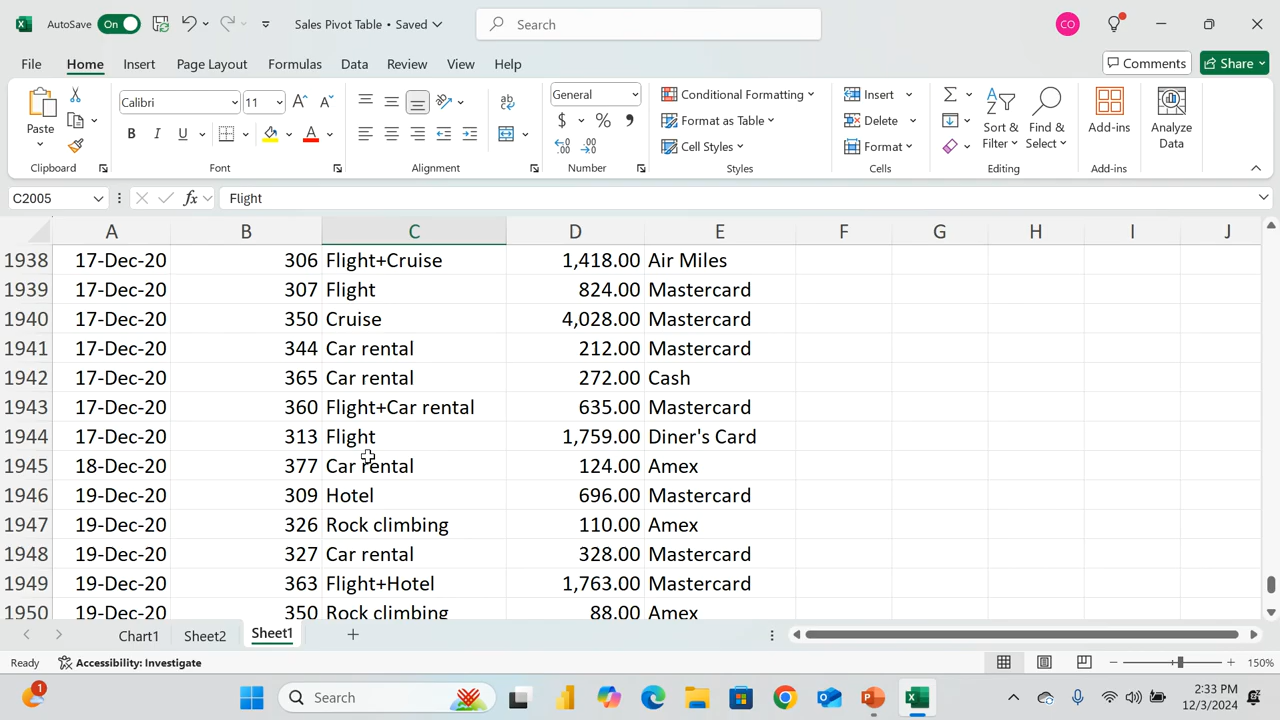 AutoSave On Sales Pivot Table • Saved Search CO
File Home Insert Page Layout Formulas Data Review View Help Comments Share
Paste Calibri 11 General Conditional Formatting Insert Add-ins Analyze
B I U A ab $ % 9 Format as Table Delete Sort & Find & Data
Cell Styles Format Filter Select
Clipboard Font Alignment Number Styles Cells Editing Add-ins
C2005 fx Flight
A B C D E F G H I J
1938 17-Dec-20 306 Flight+Cruise 1,418.00 Air Miles
1939 17-Dec-20 307 Flight 824.00 Mastercard
1940 17-Dec-20 350 Cruise 4,028.00 Mastercard
1941 17-Dec-20 344 Car rental 212.00 Mastercard
1942 17-Dec-20 365 Car rental 272.00 Cash
1943 17-Dec-20 360 Flight+Car rental 635.00 Mastercard
1944 17-Dec-20 313 Flight 1,759.00 Diner's Card
1945 18-Dec-20 377 Car rental 124.00 Amex
1946 19-Dec-20 309 Hotel 696.00 Mastercard
1947 19-Dec-20 326 Rock climbing 110.00 Amex
1948 19-Dec-20 327 Car rental 328.00 Mastercard
1949 19-Dec-20 363 Flight+Hotel 1,763.00 Mastercard
1950 19-Dec-20 350 Rock climbing 88.00 Amex
Chart1 Sheet2 Sheet1
Ready Accessibility: Investigate 150%
1 Search 2:33 PM
12/3/2024